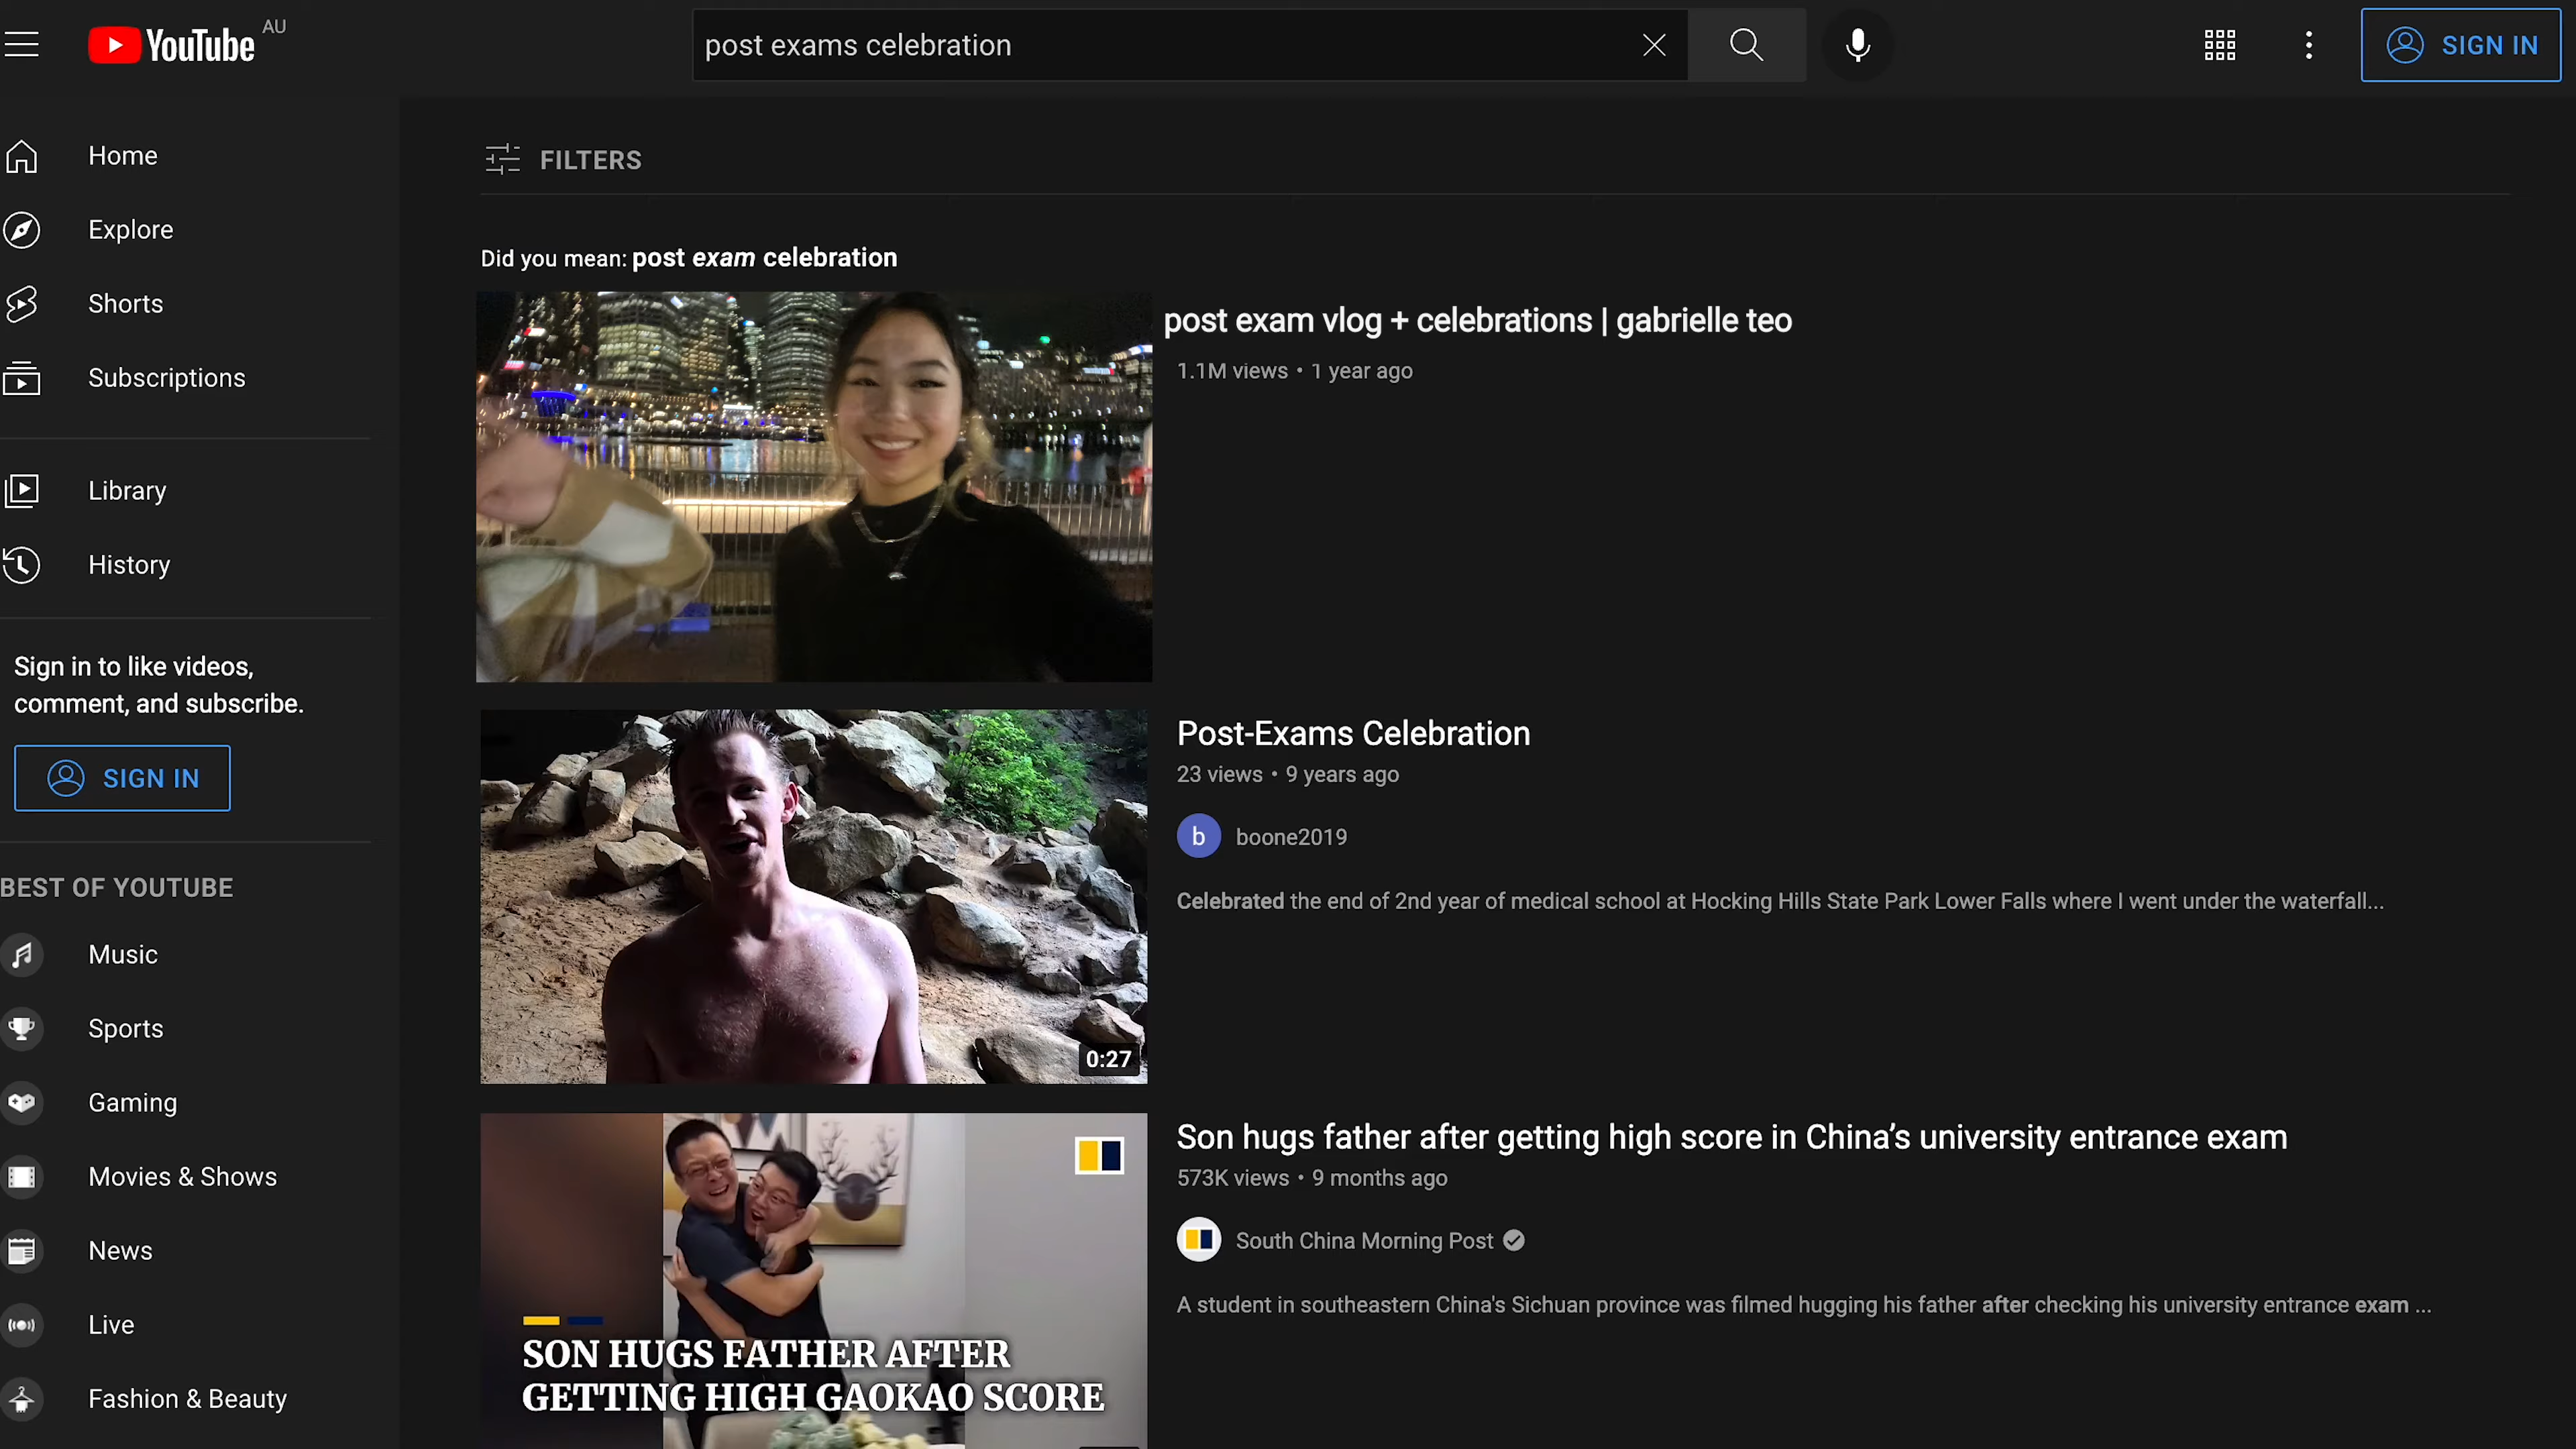 YouTube AU
post exams celebration
SIGN IN
Home
Explore
Shorts
Subscriptions
Library
History
Sign in to like videos,
comment, and subscribe.
SIGN IN
BEST OF YOUTUBE
Music
Sports
Gaming
Movies & Shows
News
Live
Fashion & Beauty
FILTERS
Did you mean: post exam celebration
post exam vlog + celebrations | gabrielle teo
1.1M views • 1 year ago
0:27
Post-Exams Celebration
23 views • 9 years ago
b boone2019
Celebrated the end of 2nd year of medical school at Hocking Hills State Park Lower Falls where I went under the waterfall...
SON HUGS FATHER AFTER
GETTING HIGH GAOKAO SCORE
Son hugs father after getting high score in China’s university entrance exam
573K views • 9 months ago
South China Morning Post
A student in southeastern China's Sichuan province was filmed hugging his father after checking his university entrance exam ...